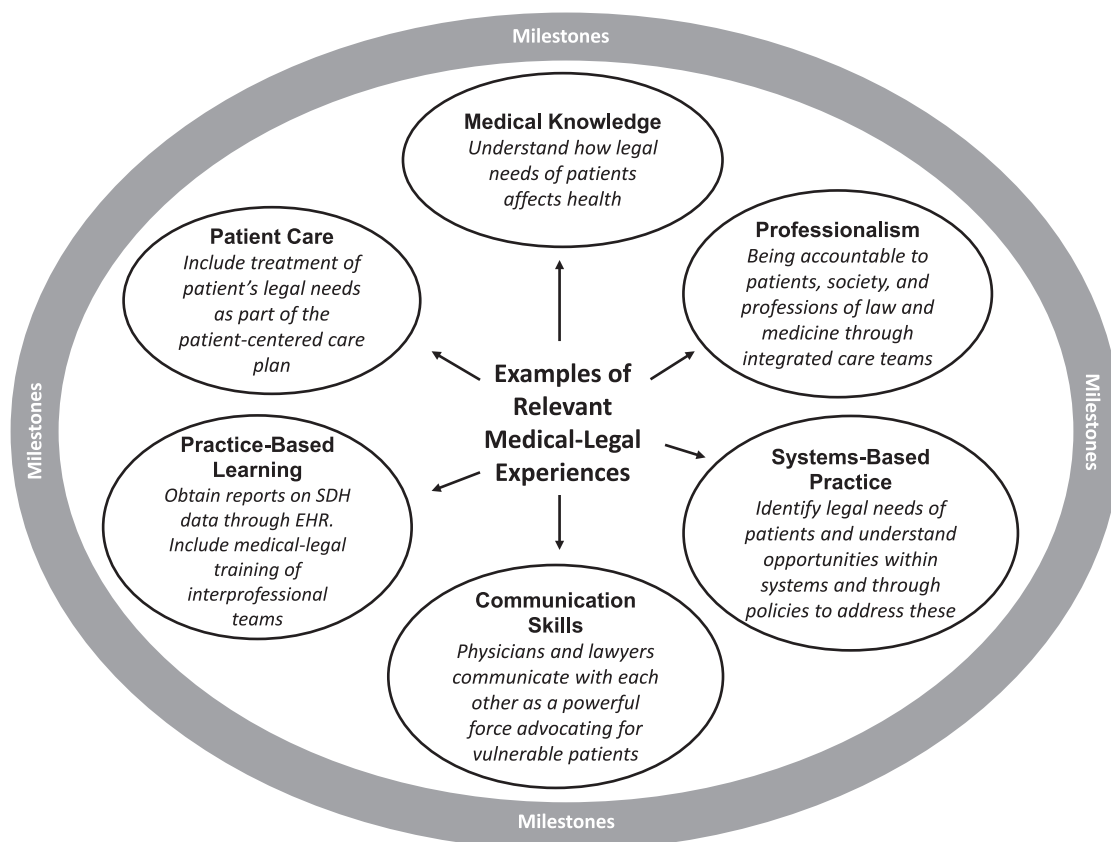 Milestones
Medical Knowledge
Understand how legal
needs of patients
affects health
Patient Care
Include treatment of
patient's legal needs
as part of the
patient-centered care
plan
Professionalism
Being accountable to
patients, society, and
professions of law and
medicine through
integrated care teams
Milestones
Examples of
Relevant
Medical-Legal
Experiences
Milestones
Practice-Based
Learning
Obtain reports on SDH
data through EHR.
Include medical-legal
training of
interprofessional
teams
Systems-Based
Practice
Identify legal needs of
patients and understand
opportunities within
systems and through
policies to address these
Communication
Skills
Physicians and lawyers
communicate with each
other as a powerful
force advocating for
vulnerable patients
Milestones